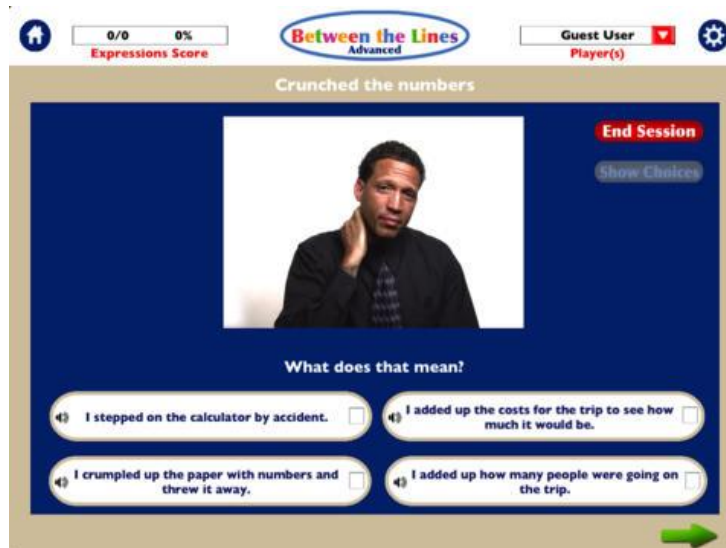 0/0 0%
Expressions Score
Between the Lines
Advanced
Guest User
Player(s)
Crunched the numbers
End Session
Show Choices
What does that mean?
I stepped on the calculator by accident.
I added up the costs for the trip to see how
much it would be.
I crumpled up the paper with numbers and
threw it away.
I added up how many people were going on
the trip.